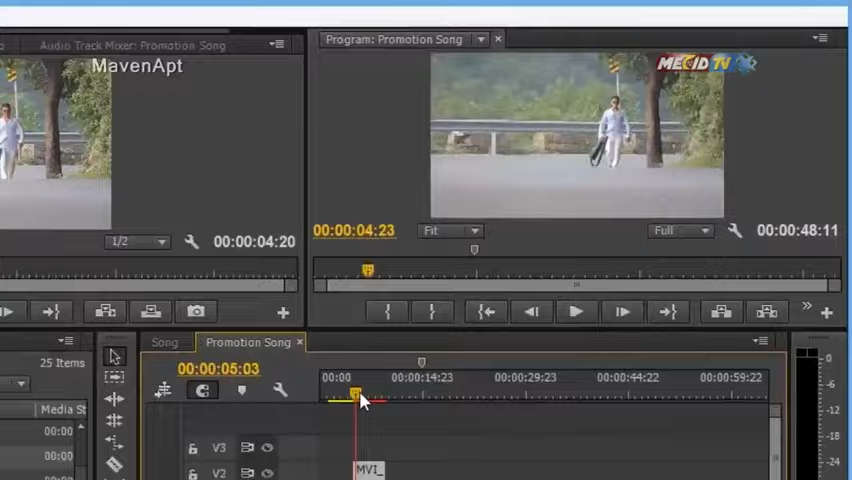 Audio Track Mixer: Promotion Song
MavenApt
Program: Promotion Song
MECID TV
1/2
00:00:04:20
00:00:04:23
Fit
Full
00:00:48:11
Song
Promotion Song
25 Items
00:00:05:03
00:00
00:00:14:23
00:00:29:23
00:00:44:22
00:00:59:22
Media St
00:00
00:00
V3
V2
MVI_
0
-6
-12
-18
-24